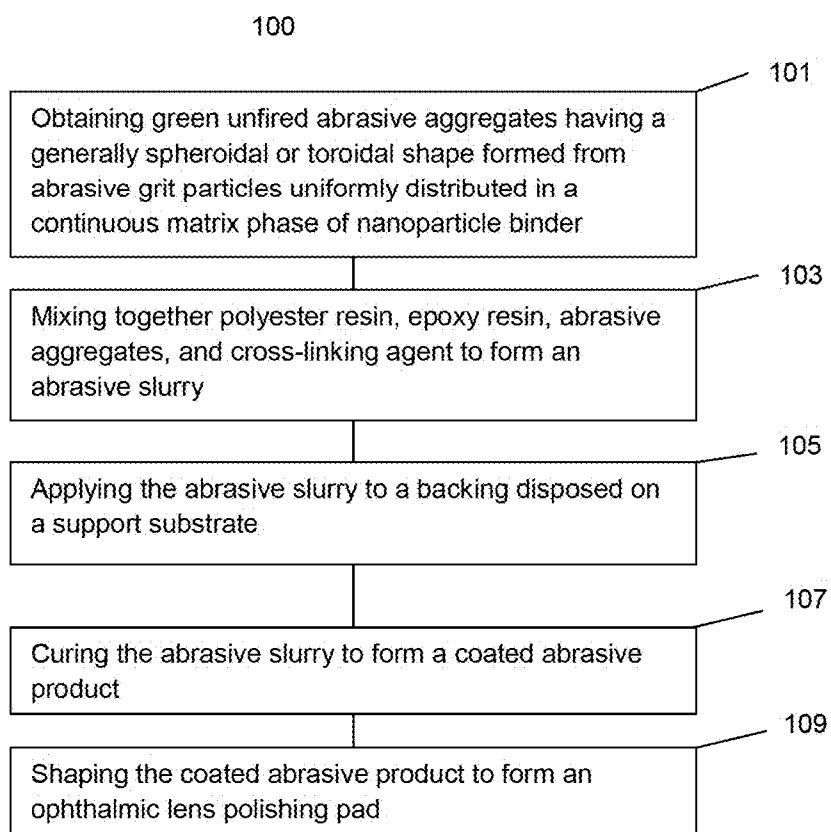 100
101
Obtaining green unfired abrasive aggregates having a
generally spheroidal or toroidal shape formed from
abrasive grit particles uniformly distributed in a
continuous matrix phase of nanoparticle binder
103
Mixing together polyester resin, epoxy resin, abrasive
aggregates, and cross-linking agent to form an
abrasive slurry
105
Applying the abrasive slurry to a backing disposed on
a support substrate
107
Curing the abrasive slurry to form a coated abrasive
product
109
Shaping the coated abrasive product to form an
ophthalmic lens polishing pad